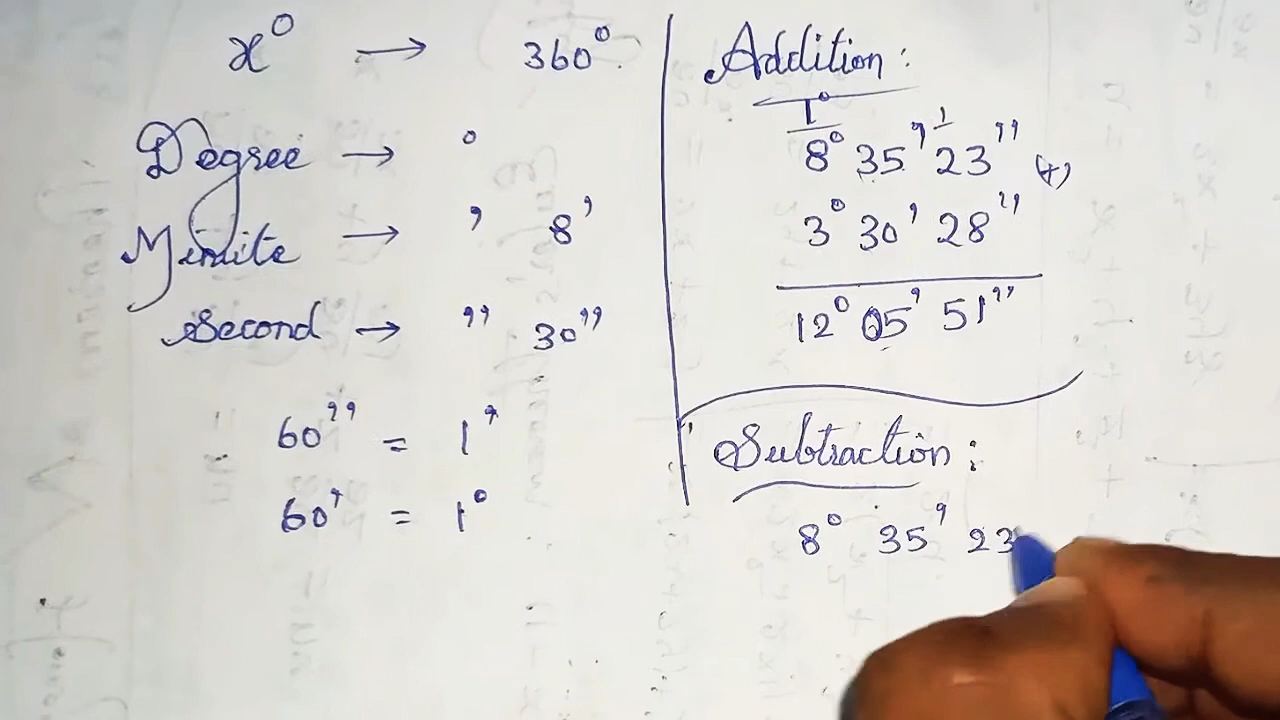 x° → 360°
Degree → °
Minite → ' 8'
Second → " 30"
60" = 1'
60' = 1°
Addition :
1° 1
8° 35' 23" (+)
3° 30' 28"
12° 05' 51"
Subtraction :
8° 35' 23